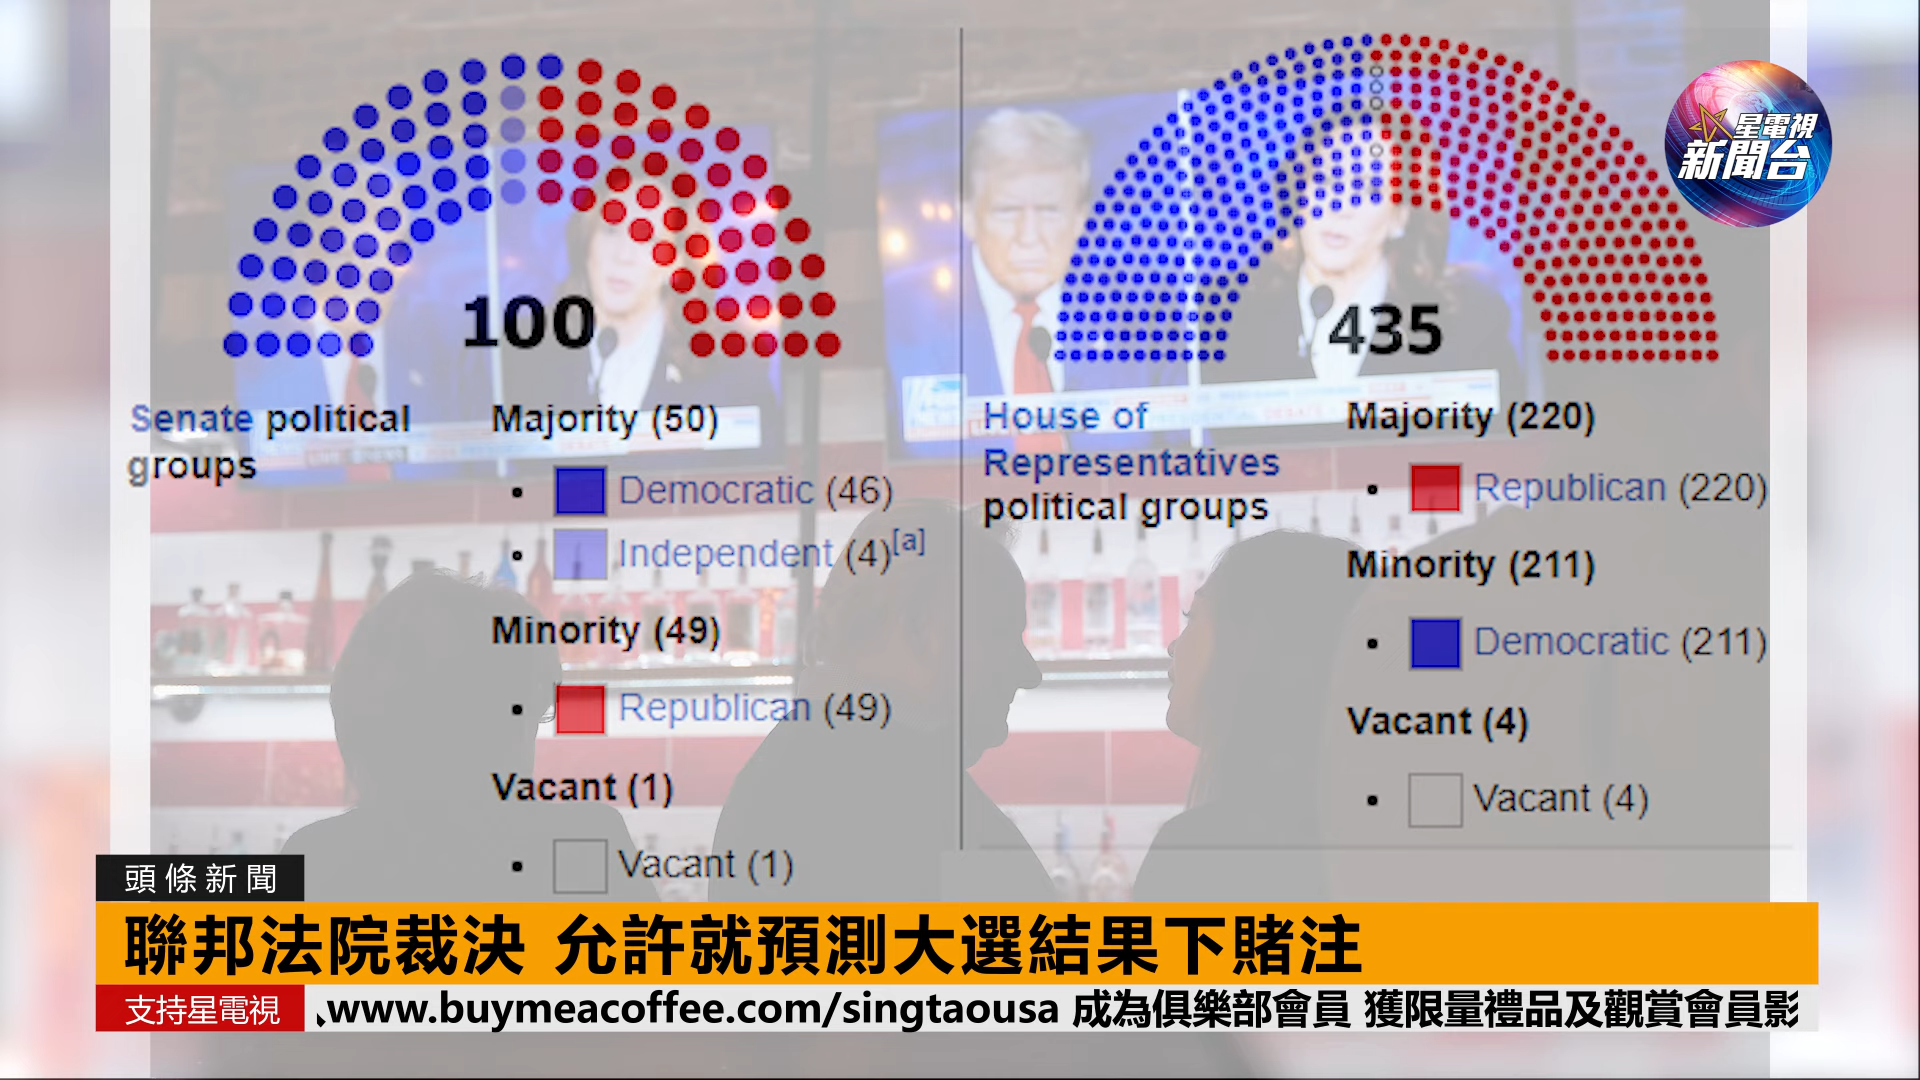 星電視
新聞台
100
Senate political
groups
Majority (50)
Democratic (46)
Independent (4)[a]
Minority (49)
Republican (49)
Vacant (1)
Vacant (1)
435
House of
Representatives
political groups
Majority (220)
Republican (220)
Minority (211)
Democratic (211)
Vacant (4)
Vacant (4)
頭條新聞
聯邦法院裁決 允許就預測大選結果下賭注
支持星電視
www.buymeacoffee.com/singtaousa 成為俱樂部會員 獲限量禮品及觀賞會員影